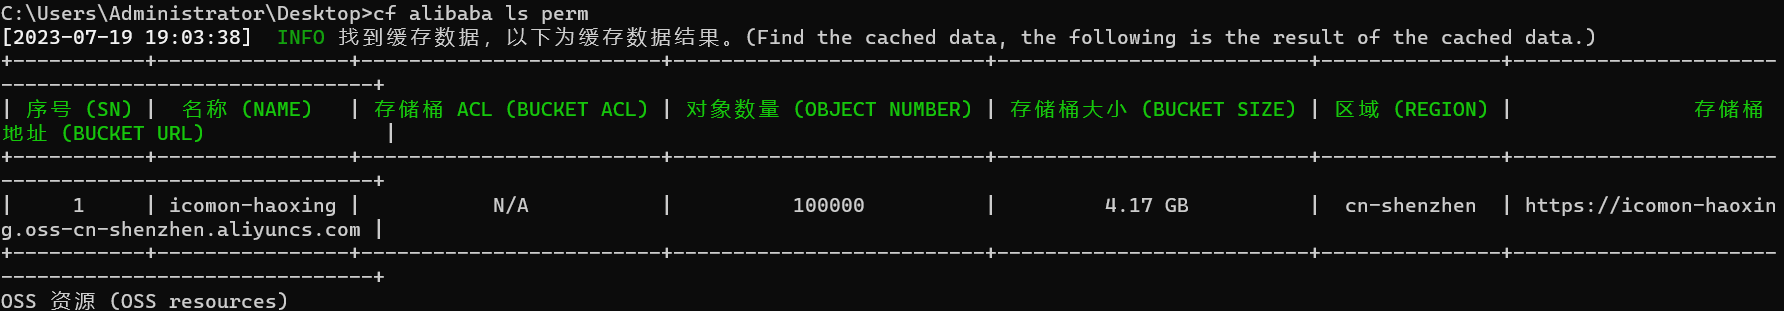 C:\Users\Administrator\Desktop>cf alibaba ls perm
[2023-07-19 19:03:38]  INFO 找到缓存数据，以下为缓存数据结果。(Find the cached data, the following is the result of the cached data.)
| 序号 (SN) | 名称 (NAME) | 存储桶 ACL (BUCKET ACL) | 对象数量 (OBJECT NUMBER) | 存储桶大小 (BUCKET SIZE) | 区域 (REGION) | 存储桶
地址 (BUCKET URL) |
| 1 | icomon-haoxing | N/A | 100000 | 4.17 GB | cn-shenzhen | https://icomon-haoxin
g.oss-cn-shenzhen.aliyuncs.com |
OSS 资源 (OSS resources)